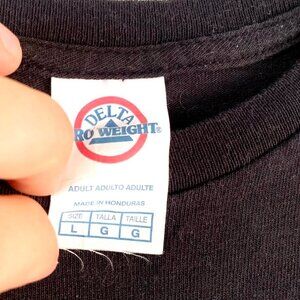 DELTA
PRO WEIGHT®
ADULT ADULTO ADULTE
MADE IN HONDURAS
SIZE TALLA TAILLE
L G G